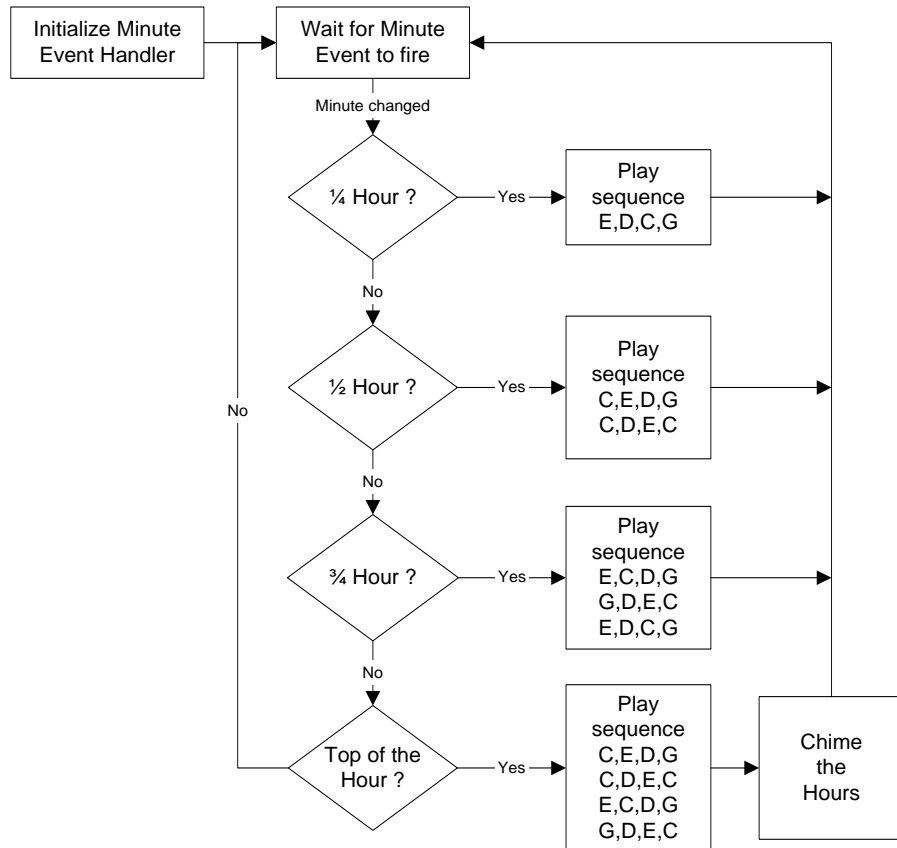 Initialize Minute
Event Handler
Wait for Minute
Event to fire
Minute changed
¼ Hour ?
Yes
Play
sequence
E,D,C,G
No
½ Hour ?
Yes
Play
sequence
C,E,D,G
C,D,E,C
No
No
¾ Hour ?
Yes
Play
sequence
E,C,D,G
G,D,E,C
E,D,C,G
No
Top of the
Hour ?
Yes
Play
sequence
C,E,D,G
C,D,E,C
E,C,D,G
G,D,E,C
Chime
the
Hours